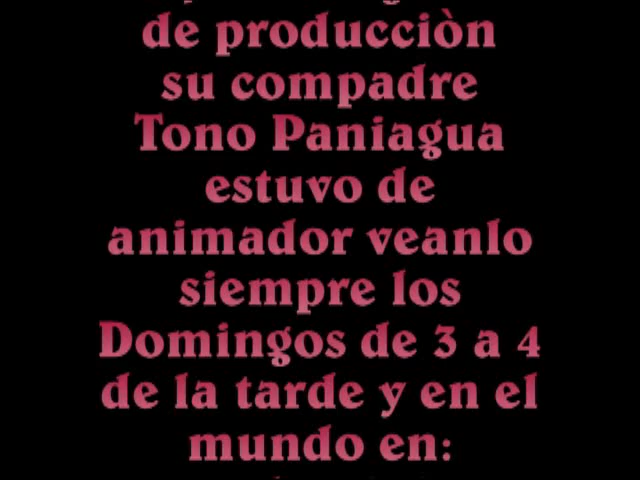 de producciòn
su compadre
Tono Paniagua
estuvo de
animador veanlo
siempre los
Domingos de 3 a 4
de la tarde y en el
mundo en: